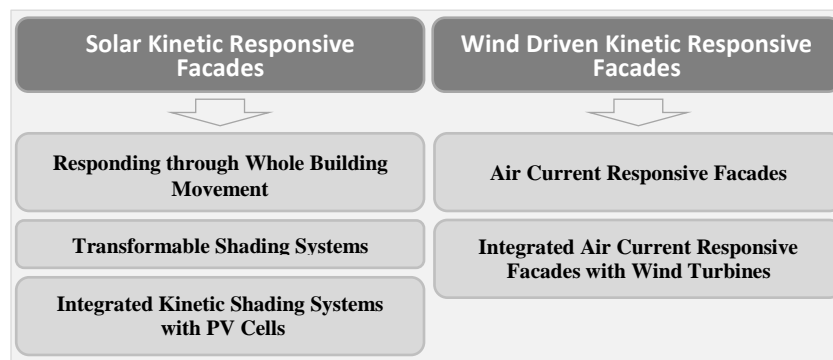 Solar Kinetic Responsive
Facades
Responding through Whole Building
Movement
Transformable Shading Systems
Integrated Kinetic Shading Systems
with PV Cells
Wind Driven Kinetic Responsive
Facades
Air Current Responsive Facades
Integrated Air Current Responsive
Facades with Wind Turbines